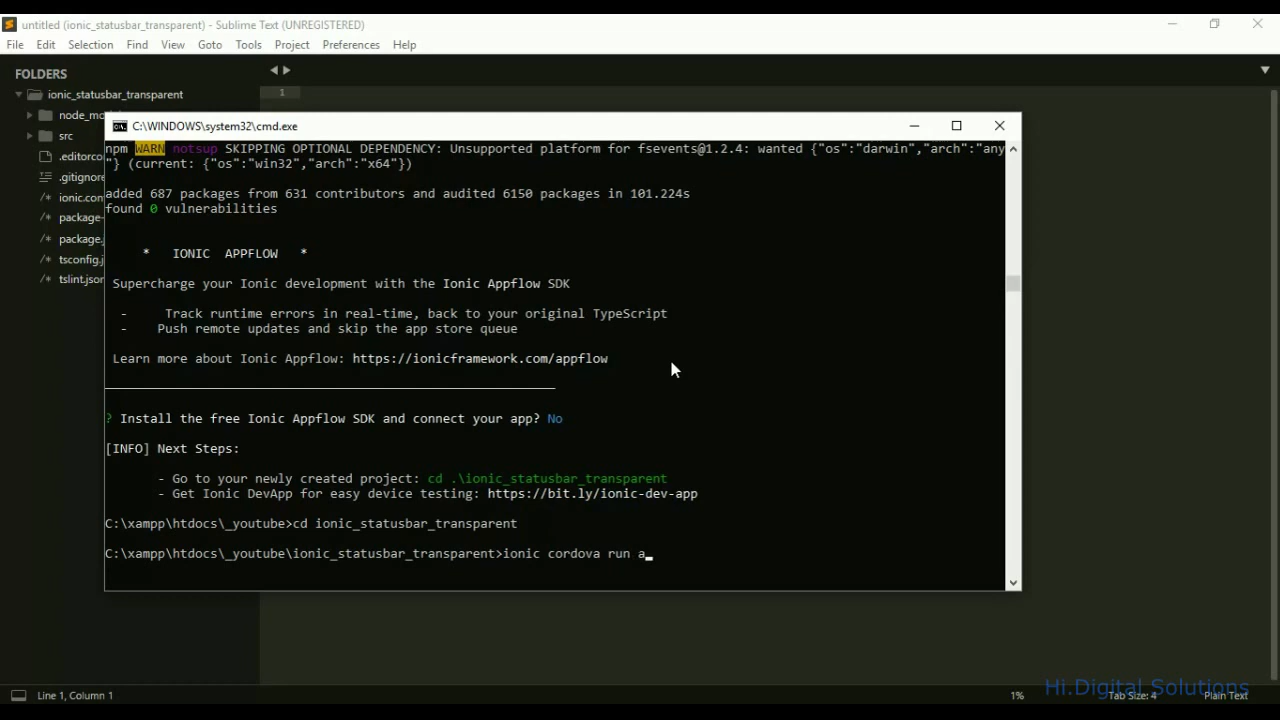 untitled (ionic_statusbar_transparent) - Sublime Text (UNREGISTERED)
File Edit Selection Find View Goto Tools Project Preferences Help
FOLDERS
ionic_statusbar_transparent
1
node_mo
src
.editorco
.gitignore
ionic.con
package-
package.j
tsconfig.j
tslint.json
C:\WINDOWS\system32\cmd.exe
npm WARN notsup SKIPPING OPTIONAL DEPENDENCY: Unsupported platform for fsevents@1.2.4: wanted {"os":"darwin","arch":"any
"} (current: {"os":"win32","arch":"x64"})
added 687 packages from 631 contributors and audited 6150 packages in 101.224s
found 0 vulnerabilities
* IONIC APPFLOW *
Supercharge your Ionic development with the Ionic Appflow SDK
- Track runtime errors in real-time, back to your original TypeScript
- Push remote updates and skip the app store queue
Learn more about Ionic Appflow: https://ionicframework.com/appflow
? Install the free Ionic Appflow SDK and connect your app? No
[INFO] Next Steps:
- Go to your newly created project: cd .\ionic_statusbar_transparent
- Get Ionic DevApp for easy device testing: https://bit.ly/ionic-dev-app
C:\xampp\htdocs\_youtube>cd ionic_statusbar_transparent
C:\xampp\htdocs\_youtube\ionic_statusbar_transparent>ionic cordova run a_
Line 1, Column 1
1%
Tab Size: 4
Plain Text
Hi.Digital Solutions